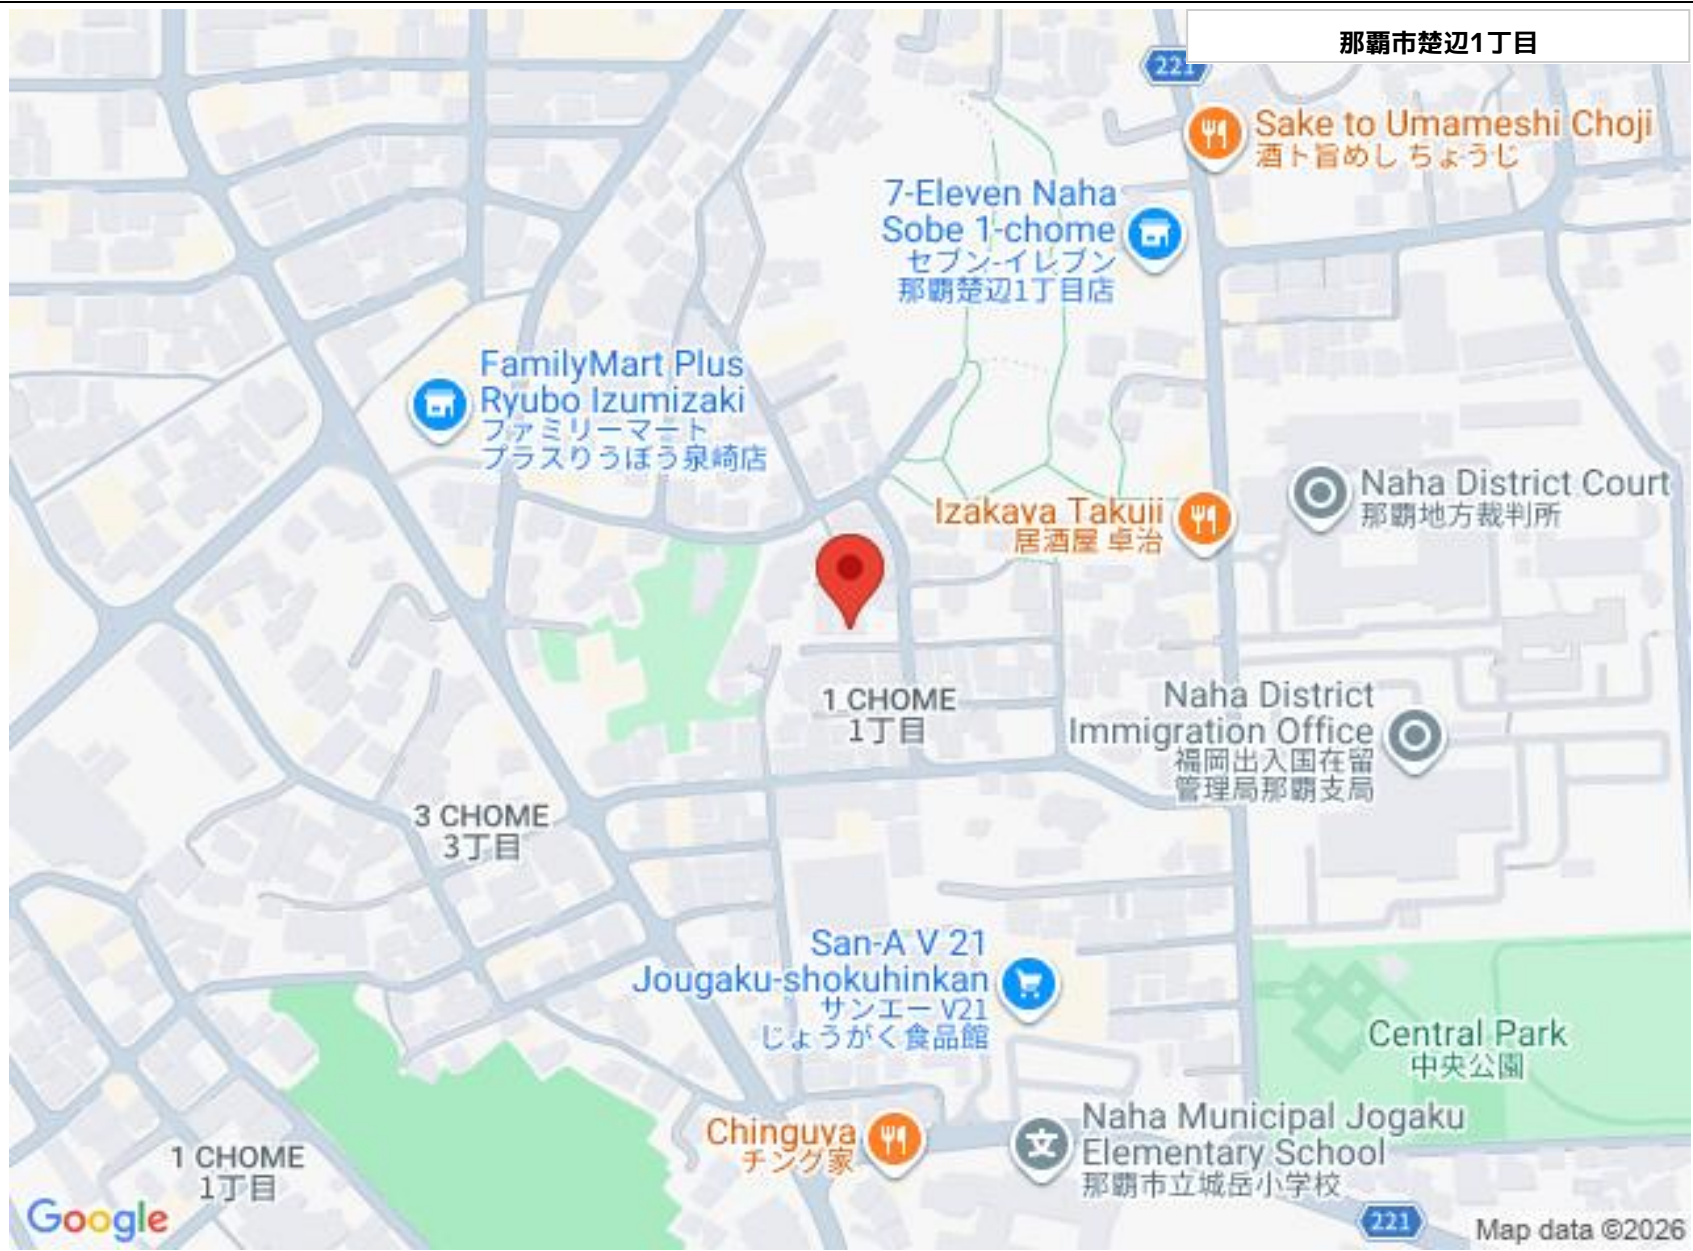 那覇市楚辺1丁目
221
Sake to Umameshi Choji
酒ト旨めし ちょうじ
7-Eleven Naha
Sobe 1-chome
セブン-イレブン
那覇楚辺1丁目店
FamilyMart Plus
Ryubo Izumizaki
ファミリーマート
プラスりうぼう泉崎店
Naha District Court
那覇地方裁判所
Izakaya Takuji
居酒屋 卓治
1 CHOME
1丁目
Naha District
Immigration Office
福岡出入国在留
管理局那覇支局
3 CHOME
3丁目
San-A V 21
Jougaku-shokuhinkan
サンエー V21
じょうがく食品館
Central Park
中央公園
Chinguya
チング家
文
Naha Municipal Jogaku
Elementary School
那覇市立城岳小学校
1 CHOME
1丁目
Google
221
Map data ©2026